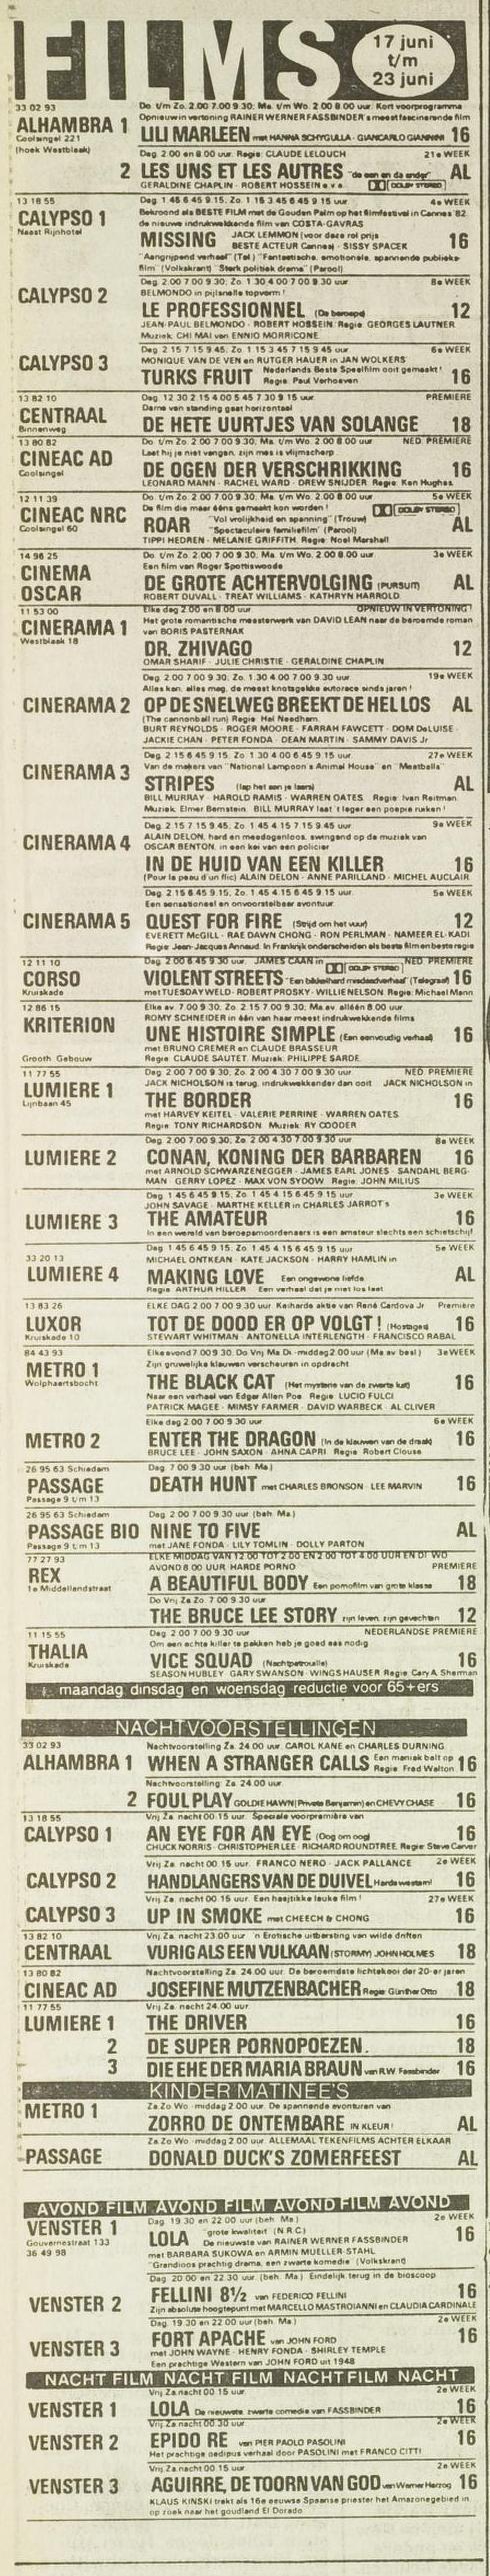 FILMS
17 juni
t/m
23 juni
33 02 93
ALHAMBRA 1
Coolsingel 221
(hoek Westblaak)
Do. t/m Zo. 2.00 7.00 9.30; Ma. t/m Wo. 2.00 8.00 uur. Kort voorprogramma
Opnieuw in vertoning RAINER WERNER FASSBINDER's meest fascinerende film
LILI MARLEEN met HANNA SCHYGULLA - GIANCARLO GIANNINI 16
Dag. 2.00 en 8.00 uur. Regie: CLAUDE LELOUCH 21e WEEK
2 LES UNS ET LES AUTRES "de een en de ander" AL
GERALDINE CHAPLIN - ROBERT HOSSEIN e.v.a. DOLBY STEREO
13 18 55
CALYPSO 1
Naast Rijnhotel
Dag. 1.45 6.45 9.15, Zo. 1.15 3.45 6.45 9.15 uur. 4e WEEK
Bekroond als BESTE FILM met de Gouden Palm op het filmfestival in Cannes '82
de nieuwe indrukwekkende film van COSTA-GAVRAS
MISSING JACK LEMMON (voor deze rol prijs 16
BESTE ACTEUR Cannes) - SISSY SPACEK
"Aangrijpend verhaal" (Tel.) "Fantastische, emotionele, spannende publieks-
film" (Volkskrant) "Sterk politiek drama" (Parool)
CALYPSO 2
Dag. 2.00 7.00 9.30 uur; Zo. 1.30 4.00 7.00 9.30 uur 8e WEEK
BELMONDO in pijlsnelle topvorm!
LE PROFESSIONNEL (De beroeps) 12
JEAN-PAUL BELMONDO - ROBERT HOSSEIN. Regie: GEORGES LAUTNER
Muziek: CHI MAI van ENNIO MORRICONE
CALYPSO 3
Dag. 2.15 7.15 9.45; Zo. 1.15 3.45 7.15 9.45 uur 6e WEEK
MONIQUE VAN DE VEN en RUTGER HAUER in JAN WOLKERS'
TURKS FRUIT Nederlands Beste Speelfilm ooit gemaakt! 16
Regie: Paul Verhoeven
13 82 10
CENTRAAL
Binnenweg
Dag. 12.30 2.15 4.00 5.45 7.30 9.15 uur. PREMIERE
Dame van standing gaat horizontaal
DE HETE UURTJES VAN SOLANGE 18
13 80 82
CINEAC AD
Coolsingel
Do. t/m Zo. 2.00 7.00 9.30; Ma. t/m Wo. 2.00 8.00 uur NED. PREMIERE
Laat hij je niet vangen, zijn mes is vlijmscherp...
DE OGEN DER VERSCHRIKKING 16
LEONARD MANN - RACHEL WARD - DREW SNIJDER. Regie: Ken Hughes
12 11 39
CINEAC NRC
Coolsingel 60
Do. t/m Zo. 2.00 7.00 9.30; Ma. t/m Wo. 2.00 8.00 uur 5e WEEK
De film die maar ééns gemaakt kon worden! DOLBY STEREO
ROAR "Vol vrolijkheid en spanning" (Trouw) AL
"Spectaculaire familiefilm" (Parool)
TIPPI HEDREN - MELANIE GRIFFITH. Regie: Noel Marshall
14 96 25
CINEMA
OSCAR
Do. t/m Zo. 2.00 7.00 9.30; Ma. t/m Wo. 2.00 8.00 uur. 3e WEEK
Een film van Roger Spottiswoode
DE GROTE ACHTERVOLGING (PURSUIT) AL
ROBERT DUVALL - TREAT WILLIAMS - KATHRYN HARROLD
11 53 00
CINERAMA 1
Westblaak 18
Elke dag 2.00 en 8.00 uur OPNIEUW IN VERTONING!
Het grote romantische meesterwerk van DAVID LEAN naar de beroemde roman
van BORIS PASTERNAK
DR. ZHIVAGO 12
OMAR SHARIF - JULIE CHRISTIE - GERALDINE CHAPLIN
Dag. 2.00 7.00 9.30; Zo. 1.30 4.00 7.00 9.30 uur 19e WEEK
Alles kan, alles mag, de meest knotsgekke autorace sinds jaren!
CINERAMA 2 OP DE SNELWEG BREEKT DE HEL LOS AL
(The cannonball run) Regie: Hal Needham
BURT REYNOLDS - ROGER MOORE - FARRAH FAWCETT - DOM DeLUISE -
JACKIE CHAN - PETER FONDA - DEAN MARTIN - SAMMY DAVIS Jr
CINERAMA 3
Dag. 2.15 6.45 9.15, Zo. 1.30 4.00 6.45 9.15 uur. 27e WEEK
Van de makers van "National Lampoon's Animal House" en "Meatballs"
STRIPES (lap het aan je laars) AL
BILL MURRAY - HAROLD RAMIS - WARREN OATES. Regie: Ivan Reitman
Muziek: Elmer Bernstein. BILL MURRAY laat 't leger een poepie ruiken!
CINERAMA 4
Dag. 2.15 7.15 9.45, Zo. 1.45 4.15 7.15 9.45 uur 9e WEEK
ALAIN DELON, hard en meedogenloos, swingend op de muziek van
OSCAR BENTON, in een kei van een policier
IN DE HUID VAN EEN KILLER 16
(Pour la peau d'un flic) ALAIN DELON - ANNE PARILLAND - MICHEL AUCLAIR
CINERAMA 5
Dag. 2.15 6.45 9.15, Zo. 1.45 4.15 6.45 9.15 uur. 5e WEEK
Een sensationeel en onvoorstelbaar avontuur
QUEST FOR FIRE (Strijd om het vuur) 12
EVERETT McGILL - RAE DAWN CHONG - RON PERLMAN - NAMEER EL-KADI
Regie: Jean-Jacques Annaud. In Frankrijk onderscheiden als beste film en beste regie
12 11 10
CORSO
Kruiskade
Dag. 2.00 6.45 9.30 uur. JAMES CAAN in DOLBY STEREO NED. PREMIERE
VIOLENT STREETS "Een bikkelhard misdaadverhaal" (Telegraaf) 16
met TUESDAY WELD - ROBERT PROSKY - WILLIE NELSON. Regie: Michael Mann
12 86 15
KRITERION
Grooth. Gebouw
Elke av. 7.00 9.30; Zo. 2.15 7.00 9.30; Ma.av. alléén 8.00 uur
ROMY SCHNEIDER in één van haar meest indrukwekkende films
UNE HISTOIRE SIMPLE (Een eenvoudig verhaal) 16
met BRUNO CREMER en CLAUDE BRASSEUR
Regie: CLAUDE SAUTET. Muziek: PHILIPPE SARDE
11 77 55
LUMIERE 1
Lijnbaan 45
Dag. 2.00 7.00 9.30; Zo. 2.00 4.30 7.00 9.30 uur NED. PREMIERE
JACK NICHOLSON is terug, indrukwekkender dan ooit JACK NICHOLSON in
THE BORDER 16
met HARVEY KEITEL - VALERIE PERRINE - WARREN OATES
Regie: TONY RICHARDSON Muziek: RY COODER
Dag. 2.00 7.00 9.30; Zo. 2.00 4.30 7.00 9.30 uur 8e WEEK
LUMIERE 2 CONAN, KONING DER BARBAREN 16
met ARNOLD SCHWARZENEGGER - JAMES EARL JONES - SANDAHL BERG-
MAN - GERRY LOPEZ - MAX VON SYDOW. Regie: JOHN MILIUS
LUMIERE 3
Dag. 1.45 6.45 9.15; Zo. 1.45 4.15 6.45 9.15 uur 3e WEEK
JOHN SAVAGE - MARTHE KELLER in CHARLES JARROT's
THE AMATEUR 16
In een wereld van beroepsmoordenaars is een amateur slechts een schietschijf
33 20 13
LUMIERE 4
Dag. 1.45 6.45 9.15, Zo. 1.45 4.15 6.45 9.15 uur 5e WEEK
MICHAEL ONTKEAN - KATE JACKSON - HARRY HAMLIN in
MAKING LOVE Een ongewone liefde AL
Regie: ARTHUR HILLER Een verhaal dat je niet los laat
13 83 26
LUXOR
Kruiskade 10
ELKE DAG 2.00 7.00 9.30 uur. Keiharde aktie van René Cardova Jr. Première
TOT DE DOOD ER OP VOLGT! (Hostages) 16
STEWART WHITMAN - ANTONELLA INTERLENGTH - FRANCISCO RABAL
84 43 93
METRO 1
Wolphaertsbocht
Elke avond 7.00 9.30; Do. Vrij. Ma. Di.-middag 2.00 uur (Ma.av. besl.) 3e WEEK
Zijn gruwelijke klauwen verscheuren in opdracht
THE BLACK CAT (Het mysterie van de zwarte kat) 16
Naar een verhaal van Edgar Allen Poe. Regie: LUCIO FULCI
PATRICK MAGEE - MIMSY FARMER - DAVID WARBECK - AL CLIVER
Elke dag 2.00 7.00 9.30 uur 6e WEEK
METRO 2 ENTER THE DRAGON (In de klauwen van de draak) 16
BRUCE LEE - JOHN SAXON - AHNA CAPRI. Regie: Robert Clouse
26 95 63 Schiedam
PASSAGE
Passage 9 t/m 13
Dag. 7.00 9.30 uur (beh. Ma.)
DEATH HUNT met CHARLES BRONSON - LEE MARVIN 16
26 95 63 Schiedam
PASSAGE BIO
Passage 9 t/m 13
Dag. 2.00 7.00 9.30 uur (beh. Ma.)
NINE TO FIVE AL
met JANE FONDA - LILY TOMLIN - DOLLY PARTON
77 27 93
REX
1e Middellandstraat
ELKE MIDDAG VAN 12.00 TOT 2.00 EN 2.00 TOT 4.00 UUR EN DI. WO.
AVOND 8.00 UUR HARDE PORNO PREMIERE
A BEAUTIFUL BODY Een pornofilm van grote klasse 18
Do. Vrij. Za. Zo. 7.00 9.30 uur
THE BRUCE LEE STORY zijn leven, zijn gevechten 12
11 15 55
THALIA
Kruiskade
Dag. 2.00 7.00 9.30 uur NEDERLANDSE PREMIERE
Om een echte killer te pakken heb je goed aas nodig
VICE SQUAD (Nachtpatrouille) 16
SEASON HUBLEY - GARY SWANSON - WINGS HAUSER. Regie: Gary A. Sherman
maandag dinsdag en woensdag reductie voor 65+ers
NACHTVOORSTELLINGEN
33 02 93
Nachtvoorstelling Za. 24.00 uur. CAROL KANE en CHARLES DURNING
ALHAMBRA 1 WHEN A STRANGER CALLS Een maniak belt op 16
Regie: Fred Walton
Nachtvoorstelling: Za. 24.00 uur
2 FOUL PLAY GOLDIE HAWN (Private Benjamin) en CHEVY CHASE 16
13 18 55
Vrij. Za. nacht 00.15 uur. Speciale voorpremière van
CALYPSO 1 AN EYE FOR AN EYE (Oog om oog) 16
CHUCK NORRIS - CHRISTOPHER LEE - RICHARD ROUNDTREE. Regie: Steve Carver
Vrij. Za. nacht 00.15 uur. FRANCO NERO - JACK PALLANCE 2e WEEK
CALYPSO 2 HANDLANGERS VAN DE DUIVEL Harde western! 16
Vrij. Za. nacht 00.15 uur. Een hasjtikke leuke film! 27e WEEK
CALYPSO 3 UP IN SMOKE met CHEECH & CHONG 16
13 82 10
Vrij. Za. nacht 23.00 uur 'n Erotische uitbarsting van wilde driften
CENTRAAL VURIG ALS EEN VULKAAN (STORMY) JOHN HOLMES 18
13 80 82
Nachtvoorstelling Za. 24.00 uur. De beroemdste lichtekooi der 20-er jaren
CINEAC AD JOSEFINE MUTZENBACHER Regie: Günther Otto 18
11 77 55
Vrij. Za. nacht 24.00 uur
LUMIERE 1 THE DRIVER 16
2 DE SUPER PORNOPOEZEN. 18
3 DIE EHE DER MARIA BRAUN van R.W. Fassbinder 16
KINDER MATINEE'S
METRO 1
Za. Zo. Wo.-middag 2.00 uur. De spannende avonturen van
ZORRO DE ONTEMBARE IN KLEUR! AL
Za. Zo. Wo.-middag 2.00 uur. ALLEMAAL TEKENFILMS ACHTER ELKAAR
PASSAGE DONALD DUCK'S ZOMERFEEST AL
AVOND FILM AVOND FILM AVOND FILM AVOND
VENSTER 1
Gouvernestraat 133
36 49 98
Dag. 19.30 en 22.00 uur (beh. Ma.) 2e WEEK
LOLA "grote kwaliteit" (N.R.C.) 16
De nieuwste van RAINER WERNER FASSBINDER
met BARBARA SUKOWA en ARMIN MUELLER-STAHL
"Grandioos prachtig drama, een zwarte komedie" (Volkskrant)
Dag. 20.00 en 22.30 uur (beh. Ma.) Eindelijk terug in de bioscoop
VENSTER 2 FELLINI 8½ van FEDERICO FELLINI 16
Zijn absolute hoogtepunt met MARCELLO MASTROIANNI en CLAUDIA CARDINALE
Dag. 19.30 en 22.00 uur (beh. Ma.) 2e WEEK
VENSTER 3 FORT APACHE van JOHN FORD 16
met JOHN WAYNE - HENRY FONDA - SHIRLEY TEMPLE
Een prachtige Western van JOHN FORD uit 1948
NACHT FILM NACHT FILM NACHT FILM NACHT
Vrij. Za. nacht 00.15 uur 2e WEEK
VENSTER 1 LOLA De nieuwste zwarte comedie van FASSBINDER 16
Vrij. Za. nacht 00.30 uur 2e WEEK
VENSTER 2 EPIDO RE van PIER PAOLO PASOLINI 16
Het prachtige oedipus verhaal door PASOLINI met FRANCO CITTI
Vrij. Za. nacht 00.15 uur 2e WEEK
VENSTER 3 AGUIRRE, DE TOORN VAN GOD van Werner Herzog 16
KLAUS KINSKI trekt als 16e eeuwse Spaanse priester het Amazonegebied in
op zoek naar het goudland El Dorado